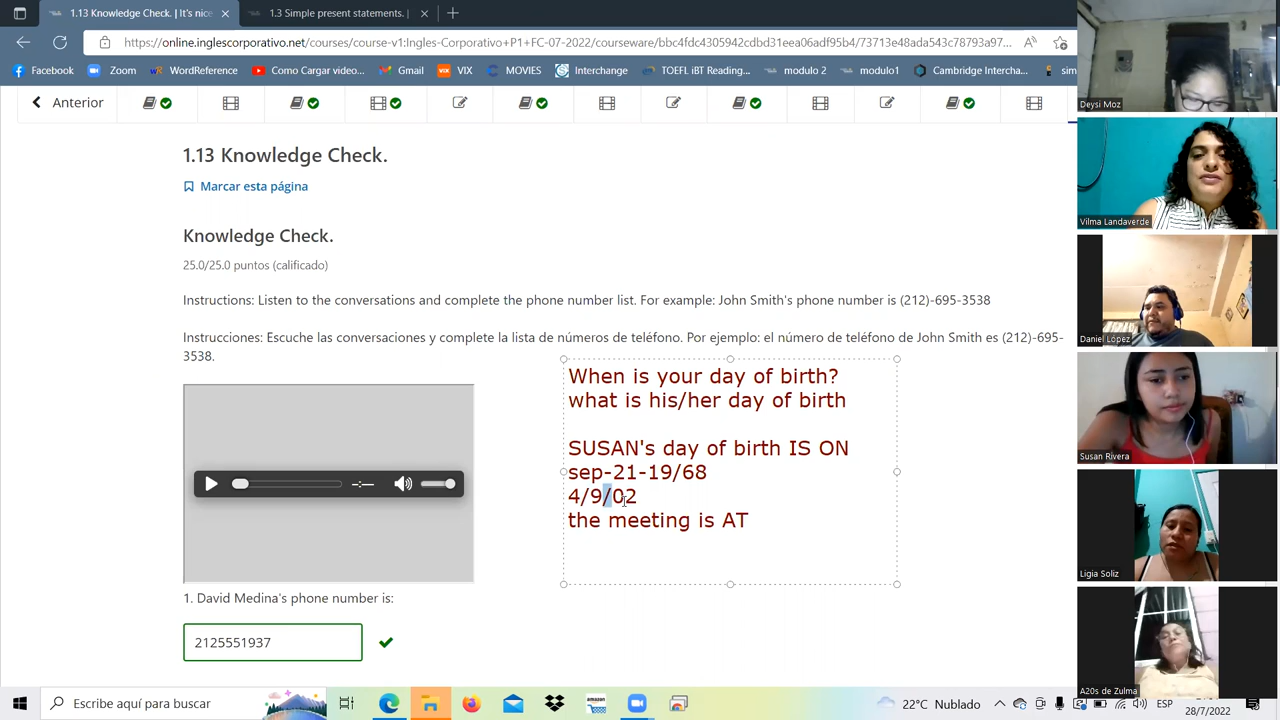 1.13 Knowledge Check. | "It's nice
1.3 Simple present statements. |
https://online.inglescorporativo.net/courses/course-v1:Ingles-Corporativo+P1+FC-07-2022/courseware/bbc4fdc4305942cdbd31eea06adf95b4/73713e48ada543c78793a97...
Facebook
Zoom
WordReference
Como Cargar video...
Gmail
VIX
MOVIES
Interchange
TOEFL iBT Reading...
modulo 2
modulo1
Cambridge Intercha...
sim
Anterior
1.13 Knowledge Check.
Marcar esta página
Knowledge Check.
25.0/25.0 puntos (calificado)
Instructions: Listen to the conversations and complete the phone number list. For example: John Smith's phone number is (212)-695-3538
Instrucciones: Escuche las conversaciones y complete la lista de números de teléfono. Por ejemplo: el número de teléfono de John Smith es (212)-695-
3538.
When is your day of birth?
what is his/her day of birth
SUSAN's day of birth IS ON
sep-21-19/68
4/9/02
the meeting is AT
-:--
1. David Medina's phone number is:
2125551937
Deysi Moz
Vilma Landaverde
Daniel López
Susan Rivera
Ligia Soliz
A20s de Zulma
Escribe aquí para buscar
amazon
22°C Nublado
ESP
28/7/2022